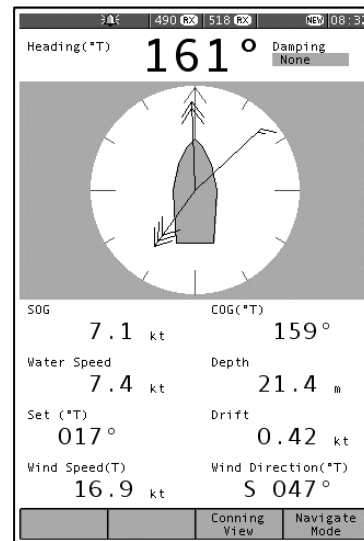 490 RX 518 RX NEW 08:32
Heading(°T) 161° Damping
None
SOG COG(°T)
7.1 kt 159°
Water Speed Depth
7.4 kt 21.4 m
Set (°T) Drift
017° 0.42 kt
Wind Speed(T) Wind Direction(°T)
16.9 kt S 047°
Conning Navigate
View Mode